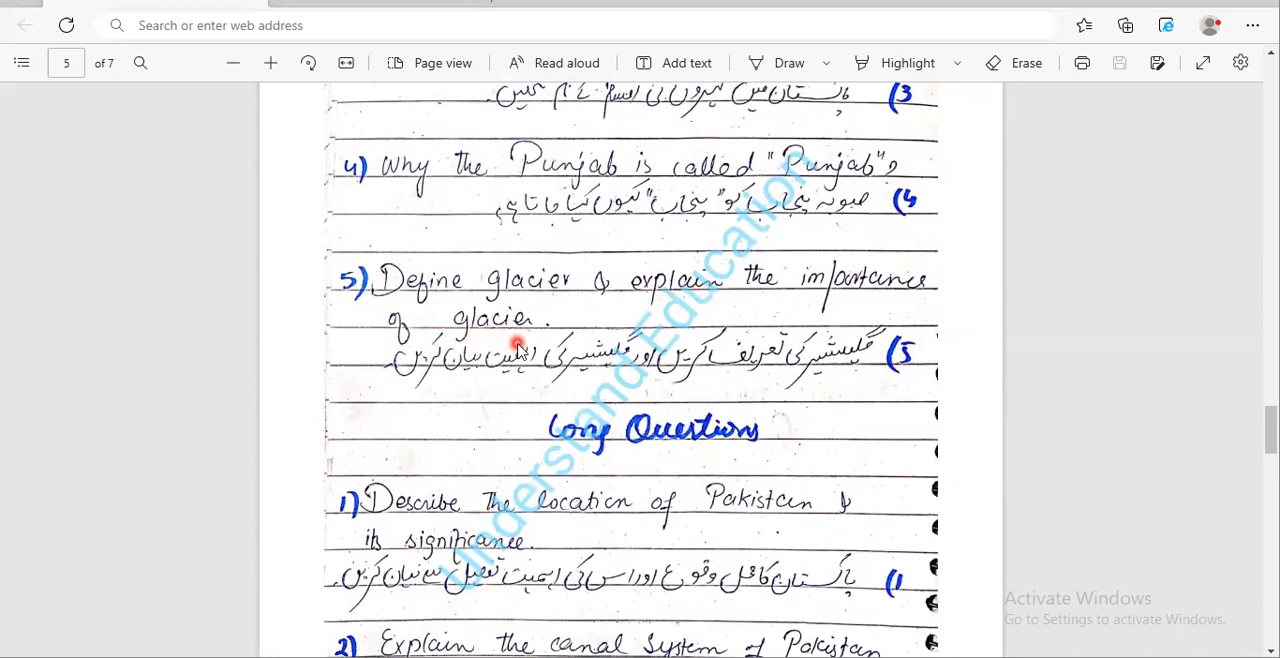 Search or enter web address
5 of 7
Page view
Read aloud
Add text
Draw
Highlight
Erase
3)
4) Why the Punjab is called "Punjab"?
4) صوبہ پنجاب کو "پنجاب" کیوں کہا جاتا ہے؟
5) Define glacier & explain the importance
of glacier.
5) گلیشیر کی تعریف کریں اور گلیشیر کی اہمیت بیان کریں۔
Long Questions
1) Describe the location of Pakistan &
its significance.
1) پاکستان کا محل وقوع اور اس کی اہمیت تفصیل سے بیان کریں۔
2) Explain the canal system of Pakistan
Understand Education
Activate Windows
Go to Settings to activate Windows.